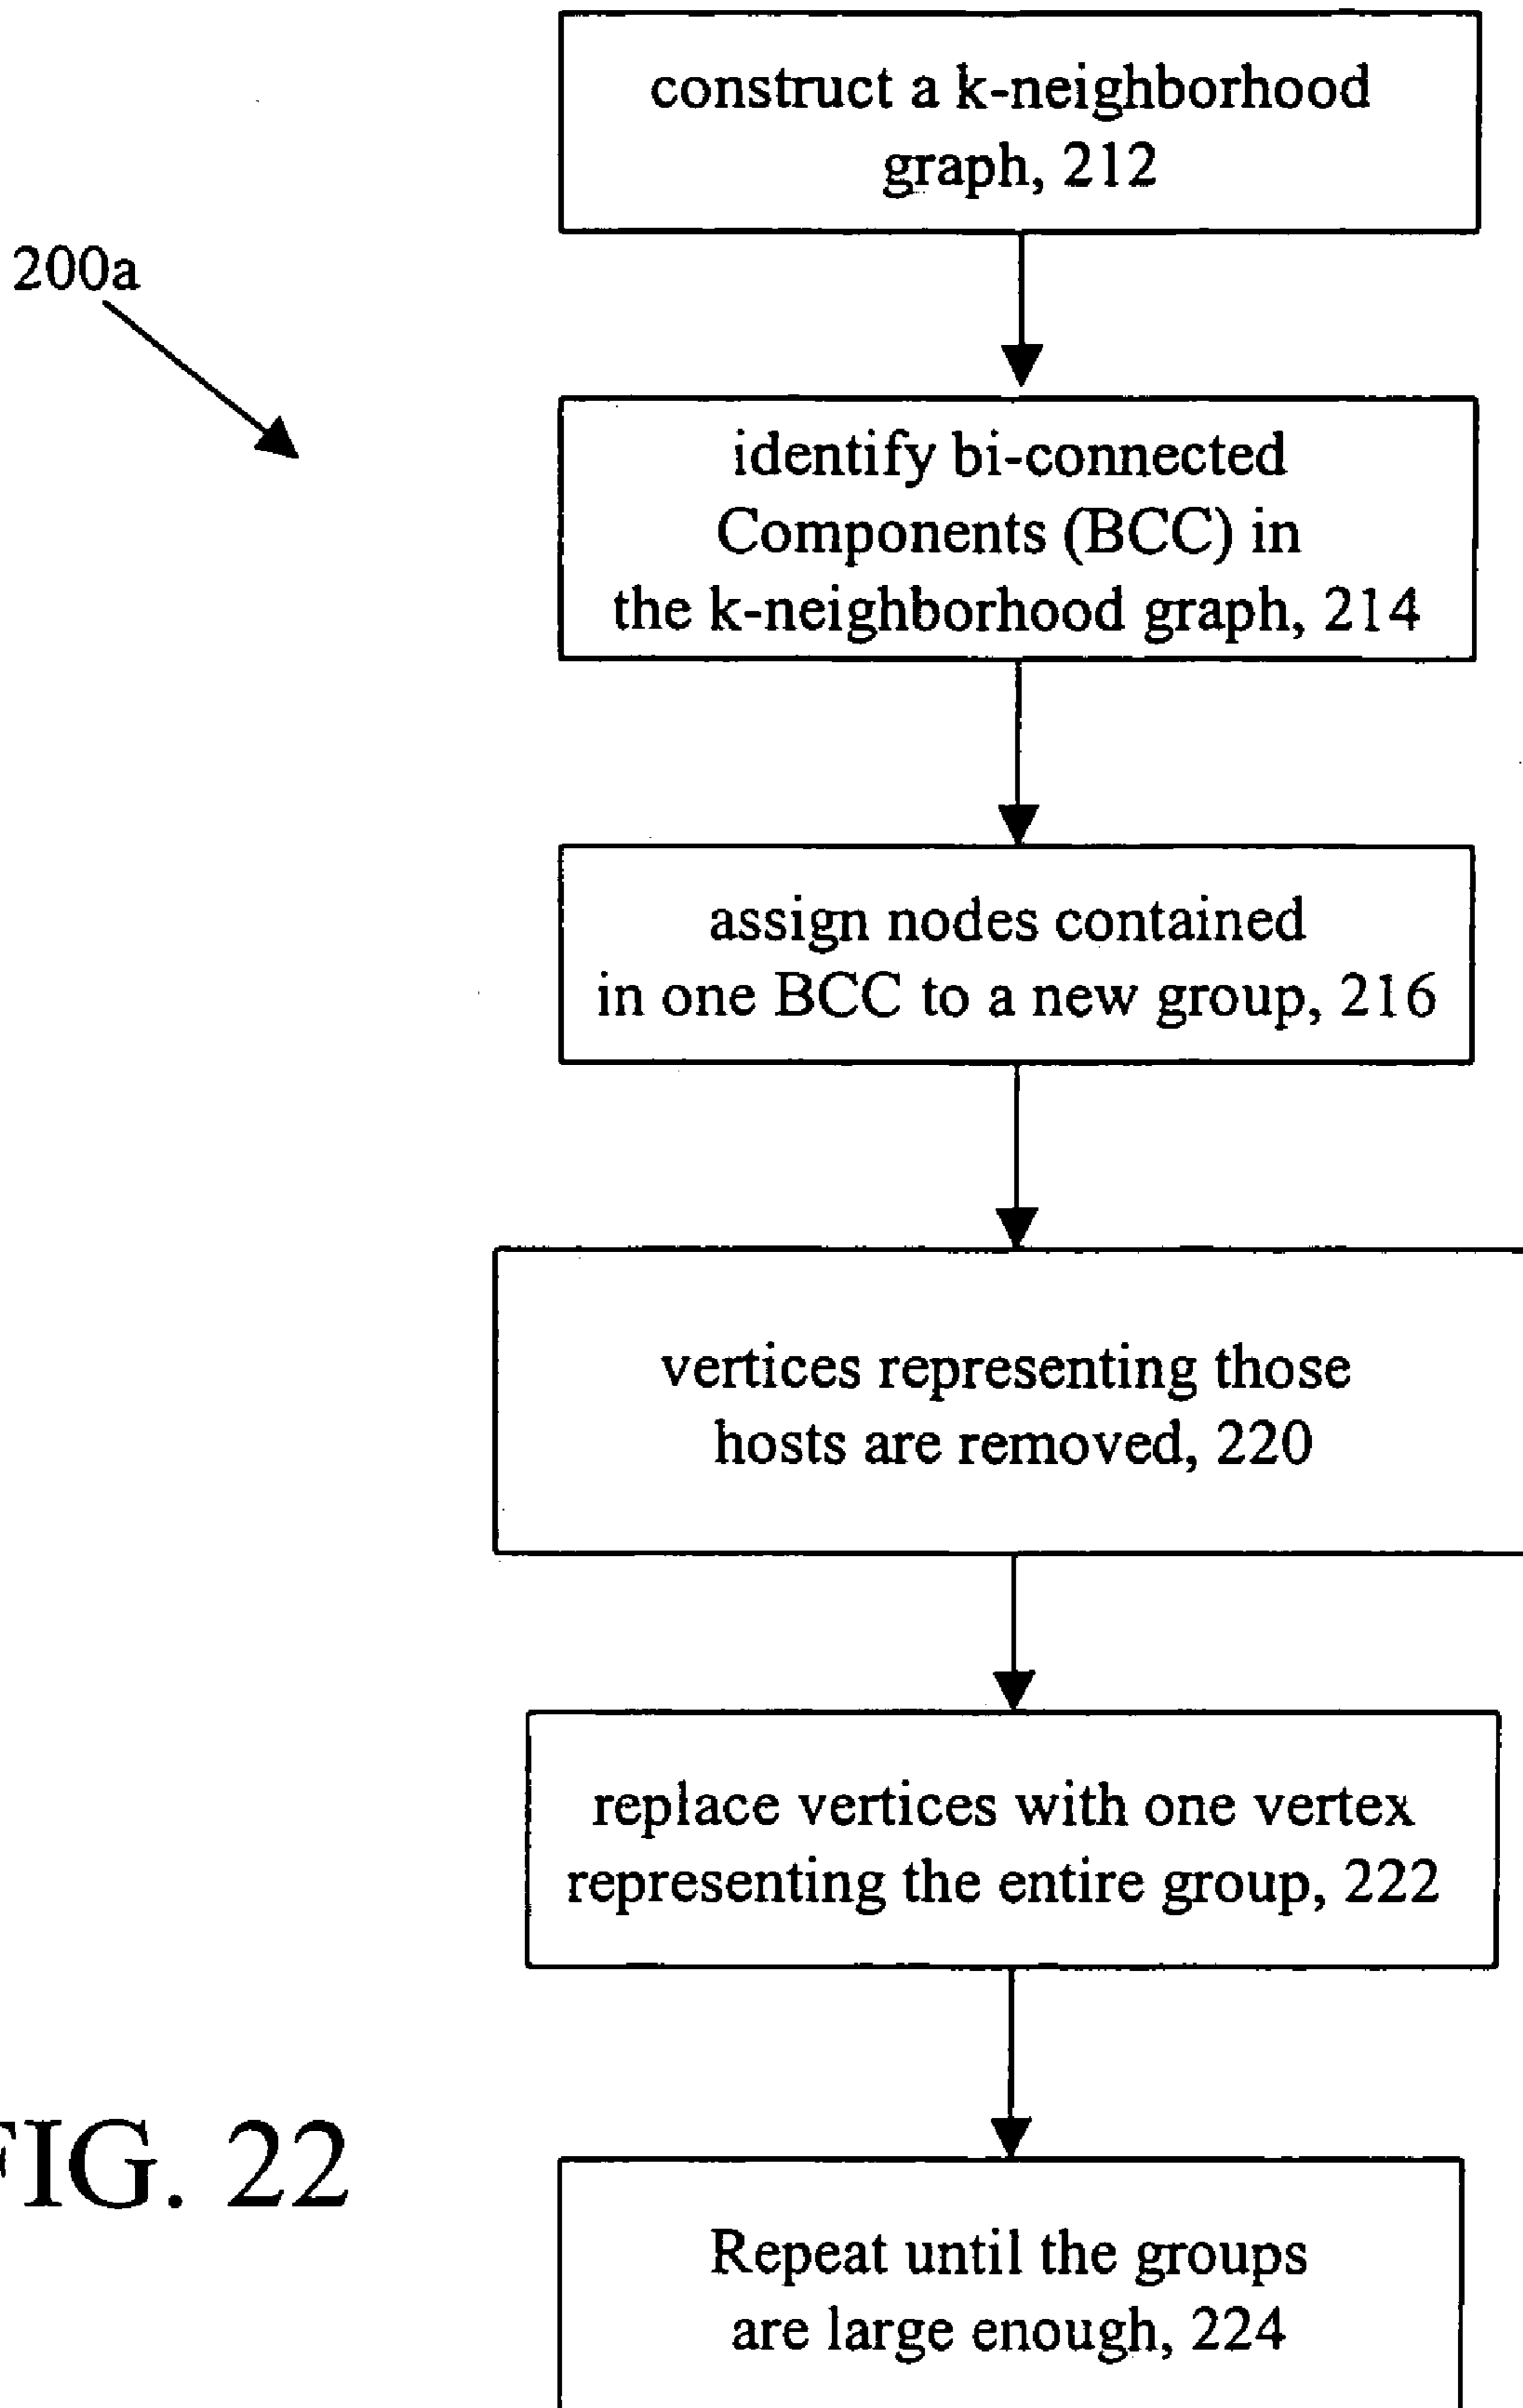 construct a k-neighborhood
graph, 212
200a
identify bi-connected
Components (BCC) in
the k-neighborhood graph, 214
assign nodes contained
in one BCC to a new group, 216
vertices representing those
hosts are removed, 220
replace vertices with one vertex
representing the entire group, 222
FIG. 22
Repeat until the groups
are large enough, 224